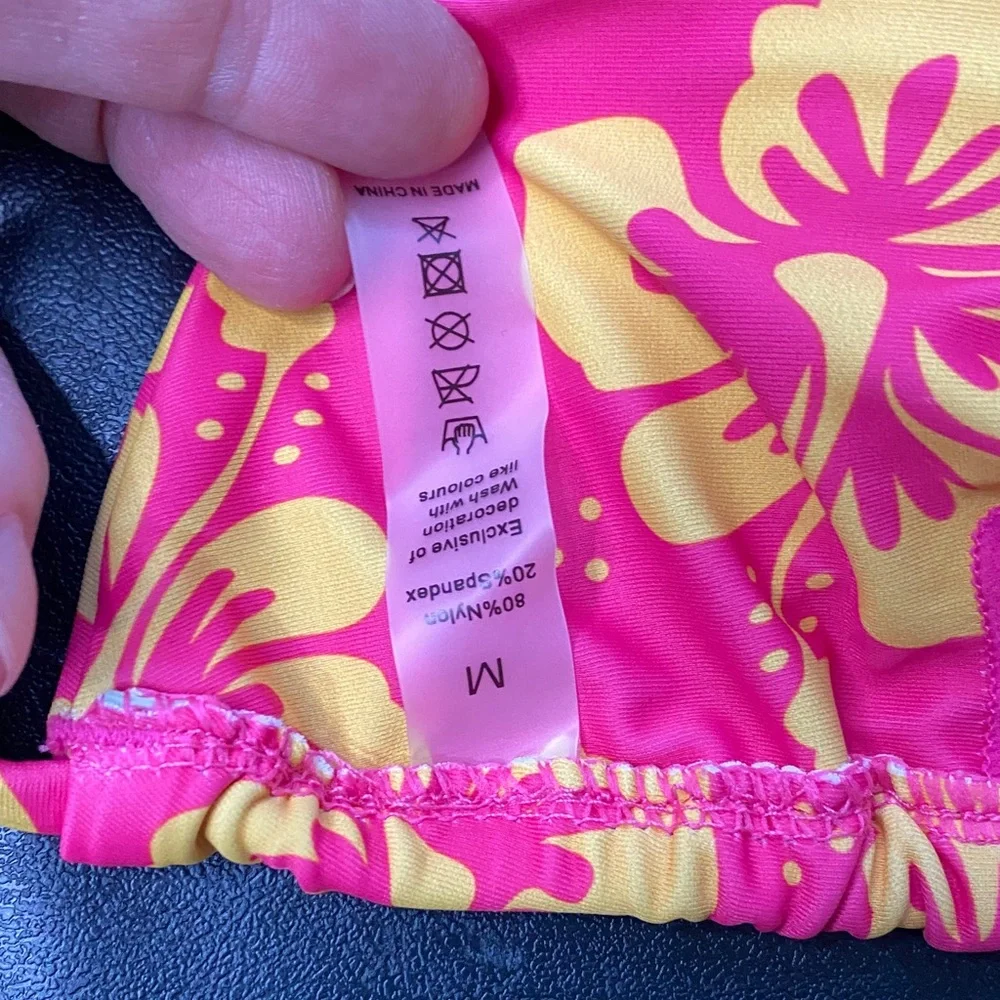 M
80%Nylon
20%Spandex
Exclusive of
decoration
Wash with
like colours
MADE IN CHINA